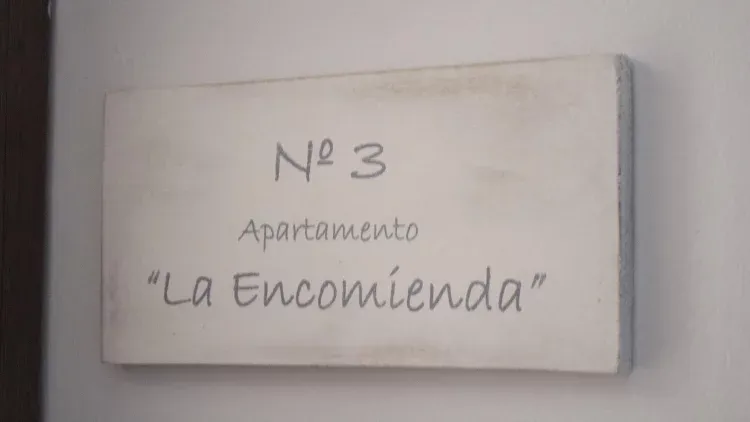 Nº 3
Apartamento
“La Encomienda”